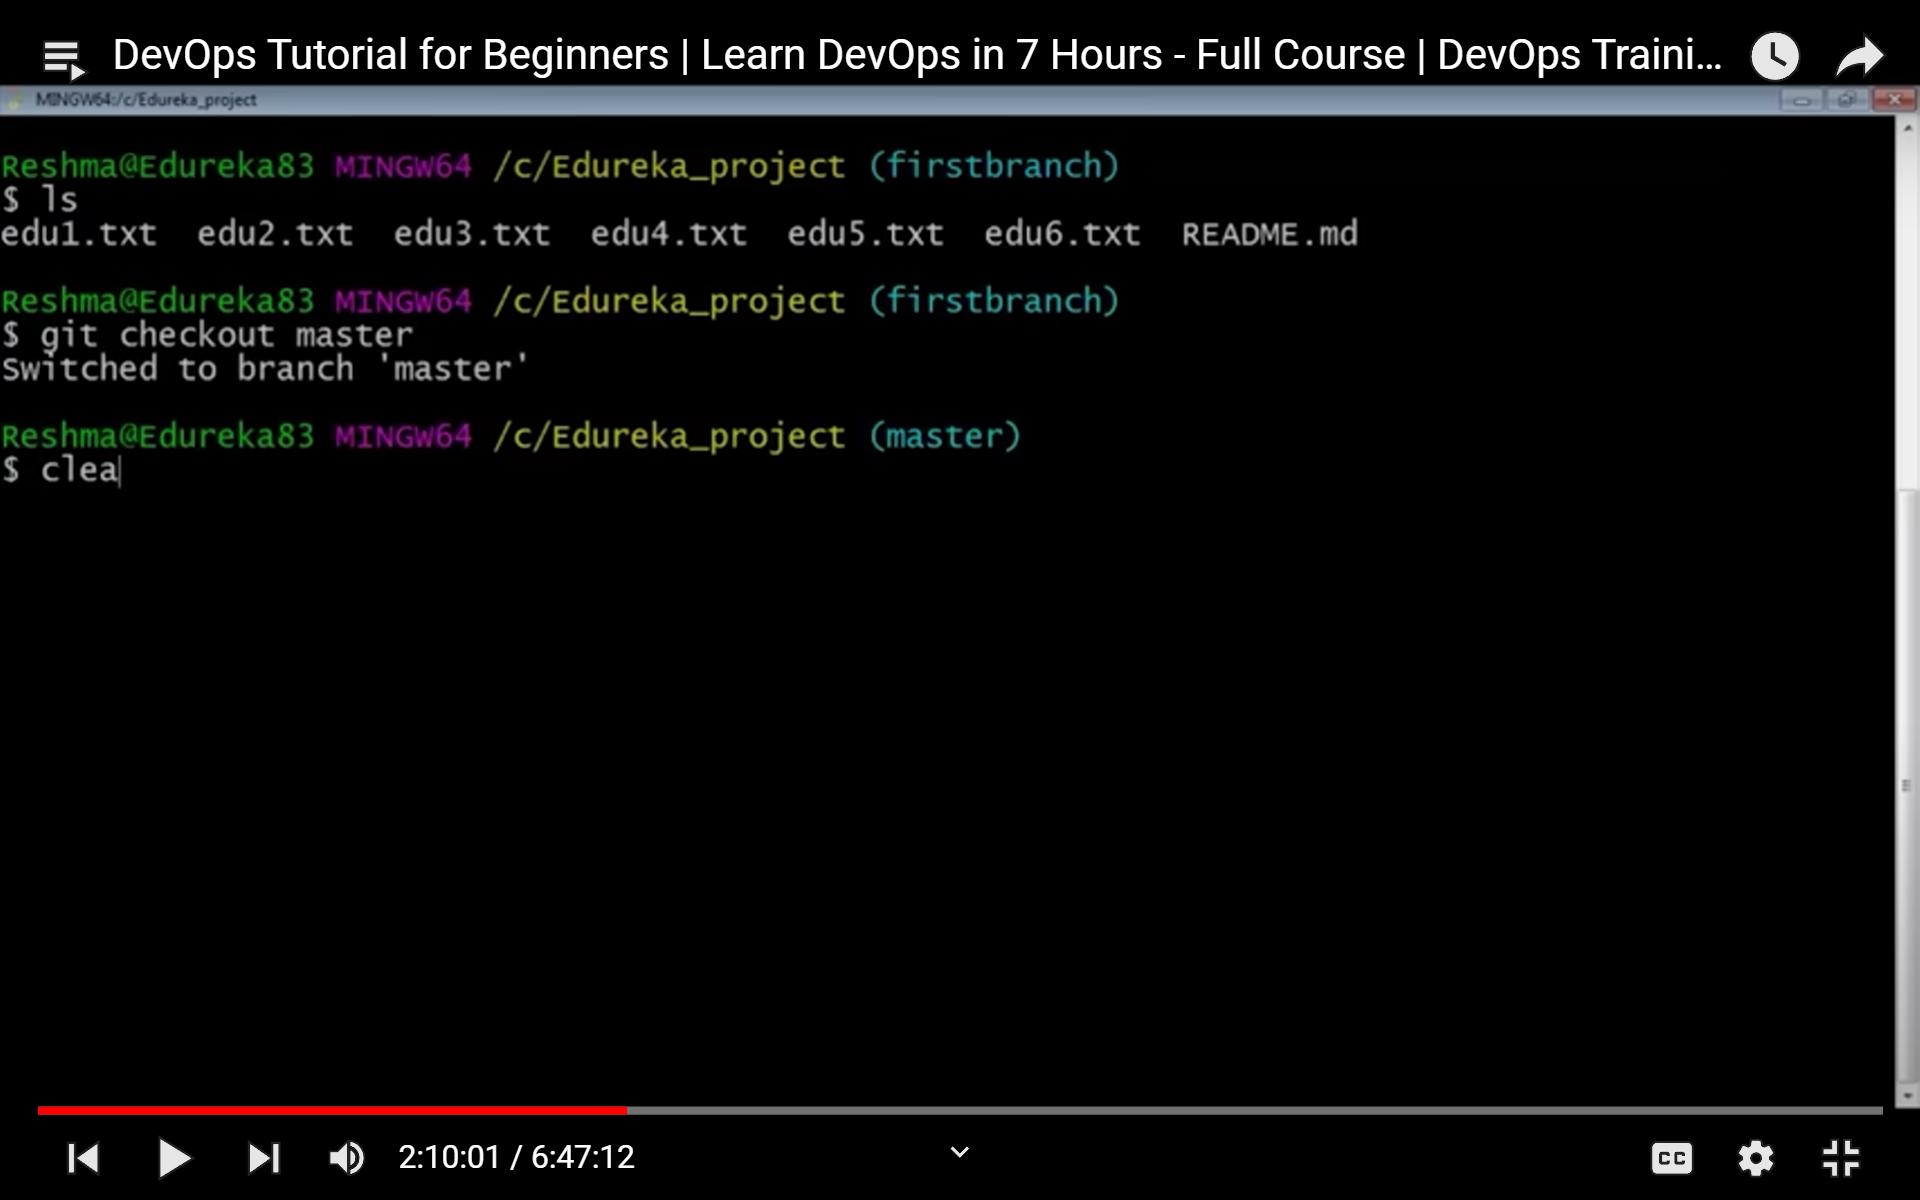 DevOps Tutorial for Beginners | Learn DevOps in 7 Hours - Full Course | DevOps Traini...
MINGW64:/c/Edureka_project
Reshma@Edureka83 MINGW64 /c/Edureka_project (firstbranch)
$ ls
edu1.txt edu2.txt edu3.txt edu4.txt edu5.txt edu6.txt README.md
Reshma@Edureka83 MINGW64 /c/Edureka_project (firstbranch)
$ git checkout master
Switched to branch 'master'
Reshma@Edureka83 MINGW64 /c/Edureka_project (master)
$ clea
2:10:01 / 6:47:12
CC